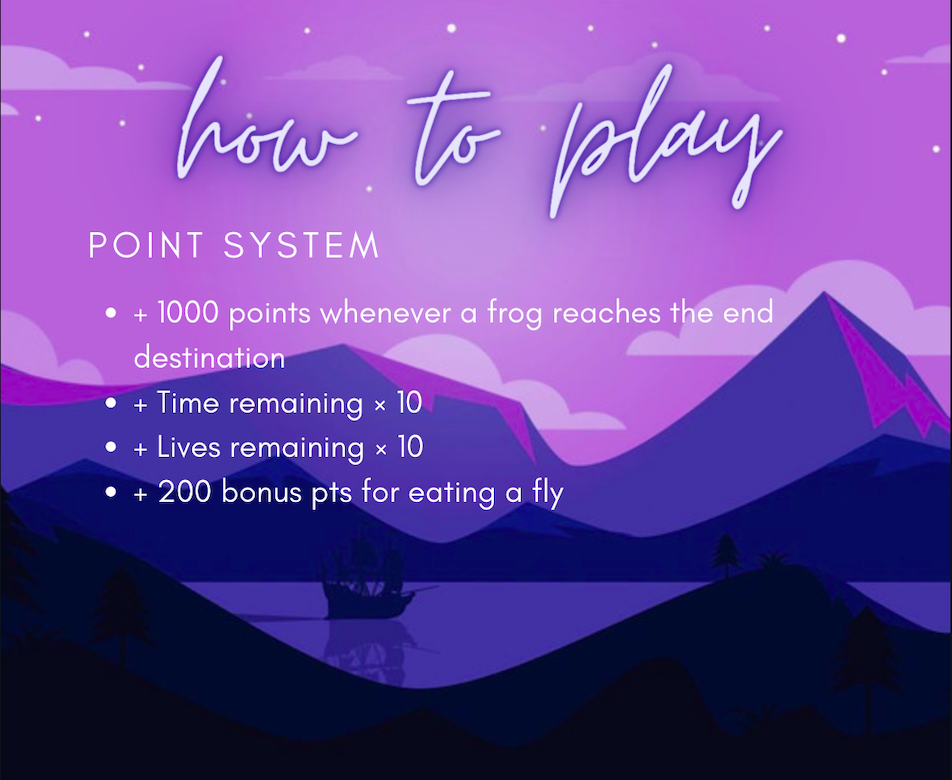 how to play
POINT SYSTEM
• + 1000 points whenever a frog reaches the end
destination
• + Time remaining × 10
• + Lives remaining × 10
• + 200 bonus pts for eating a fly